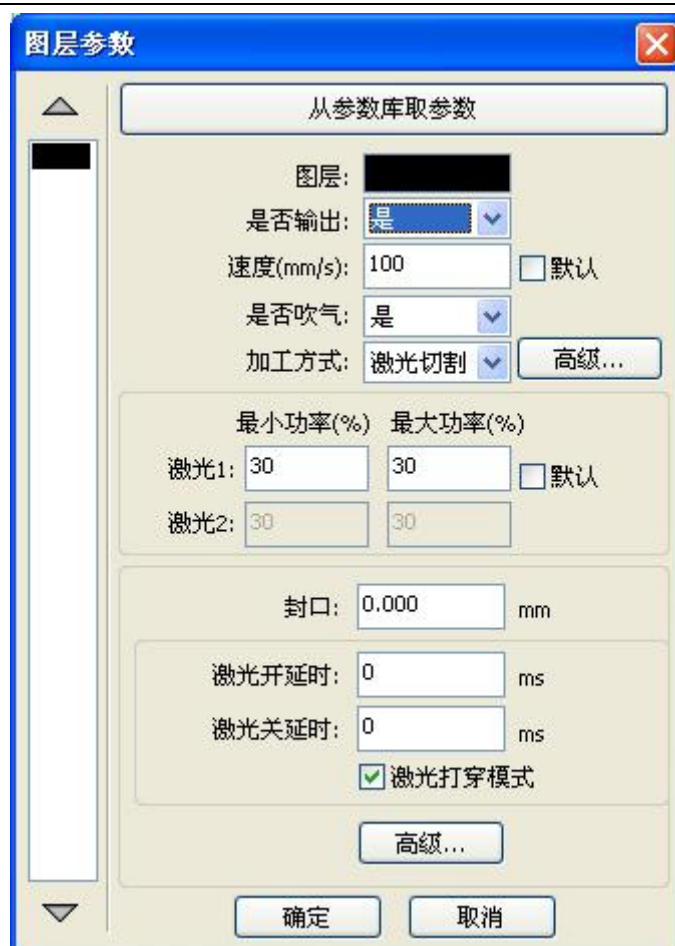 图层参数
从参数库取参数
图层:
是否输出: 是
速度(mm/s): 100 默认
是否吹气: 是
加工方式: 激光切割 高级...
最小功率(%) 最大功率(%)
激光1: 30 30 默认
激光2: 30 30
封口: 0.000 mm
激光开延时: 0 ms
激光关延时: 0 ms
激光打穿模式
高级...
确定 取消